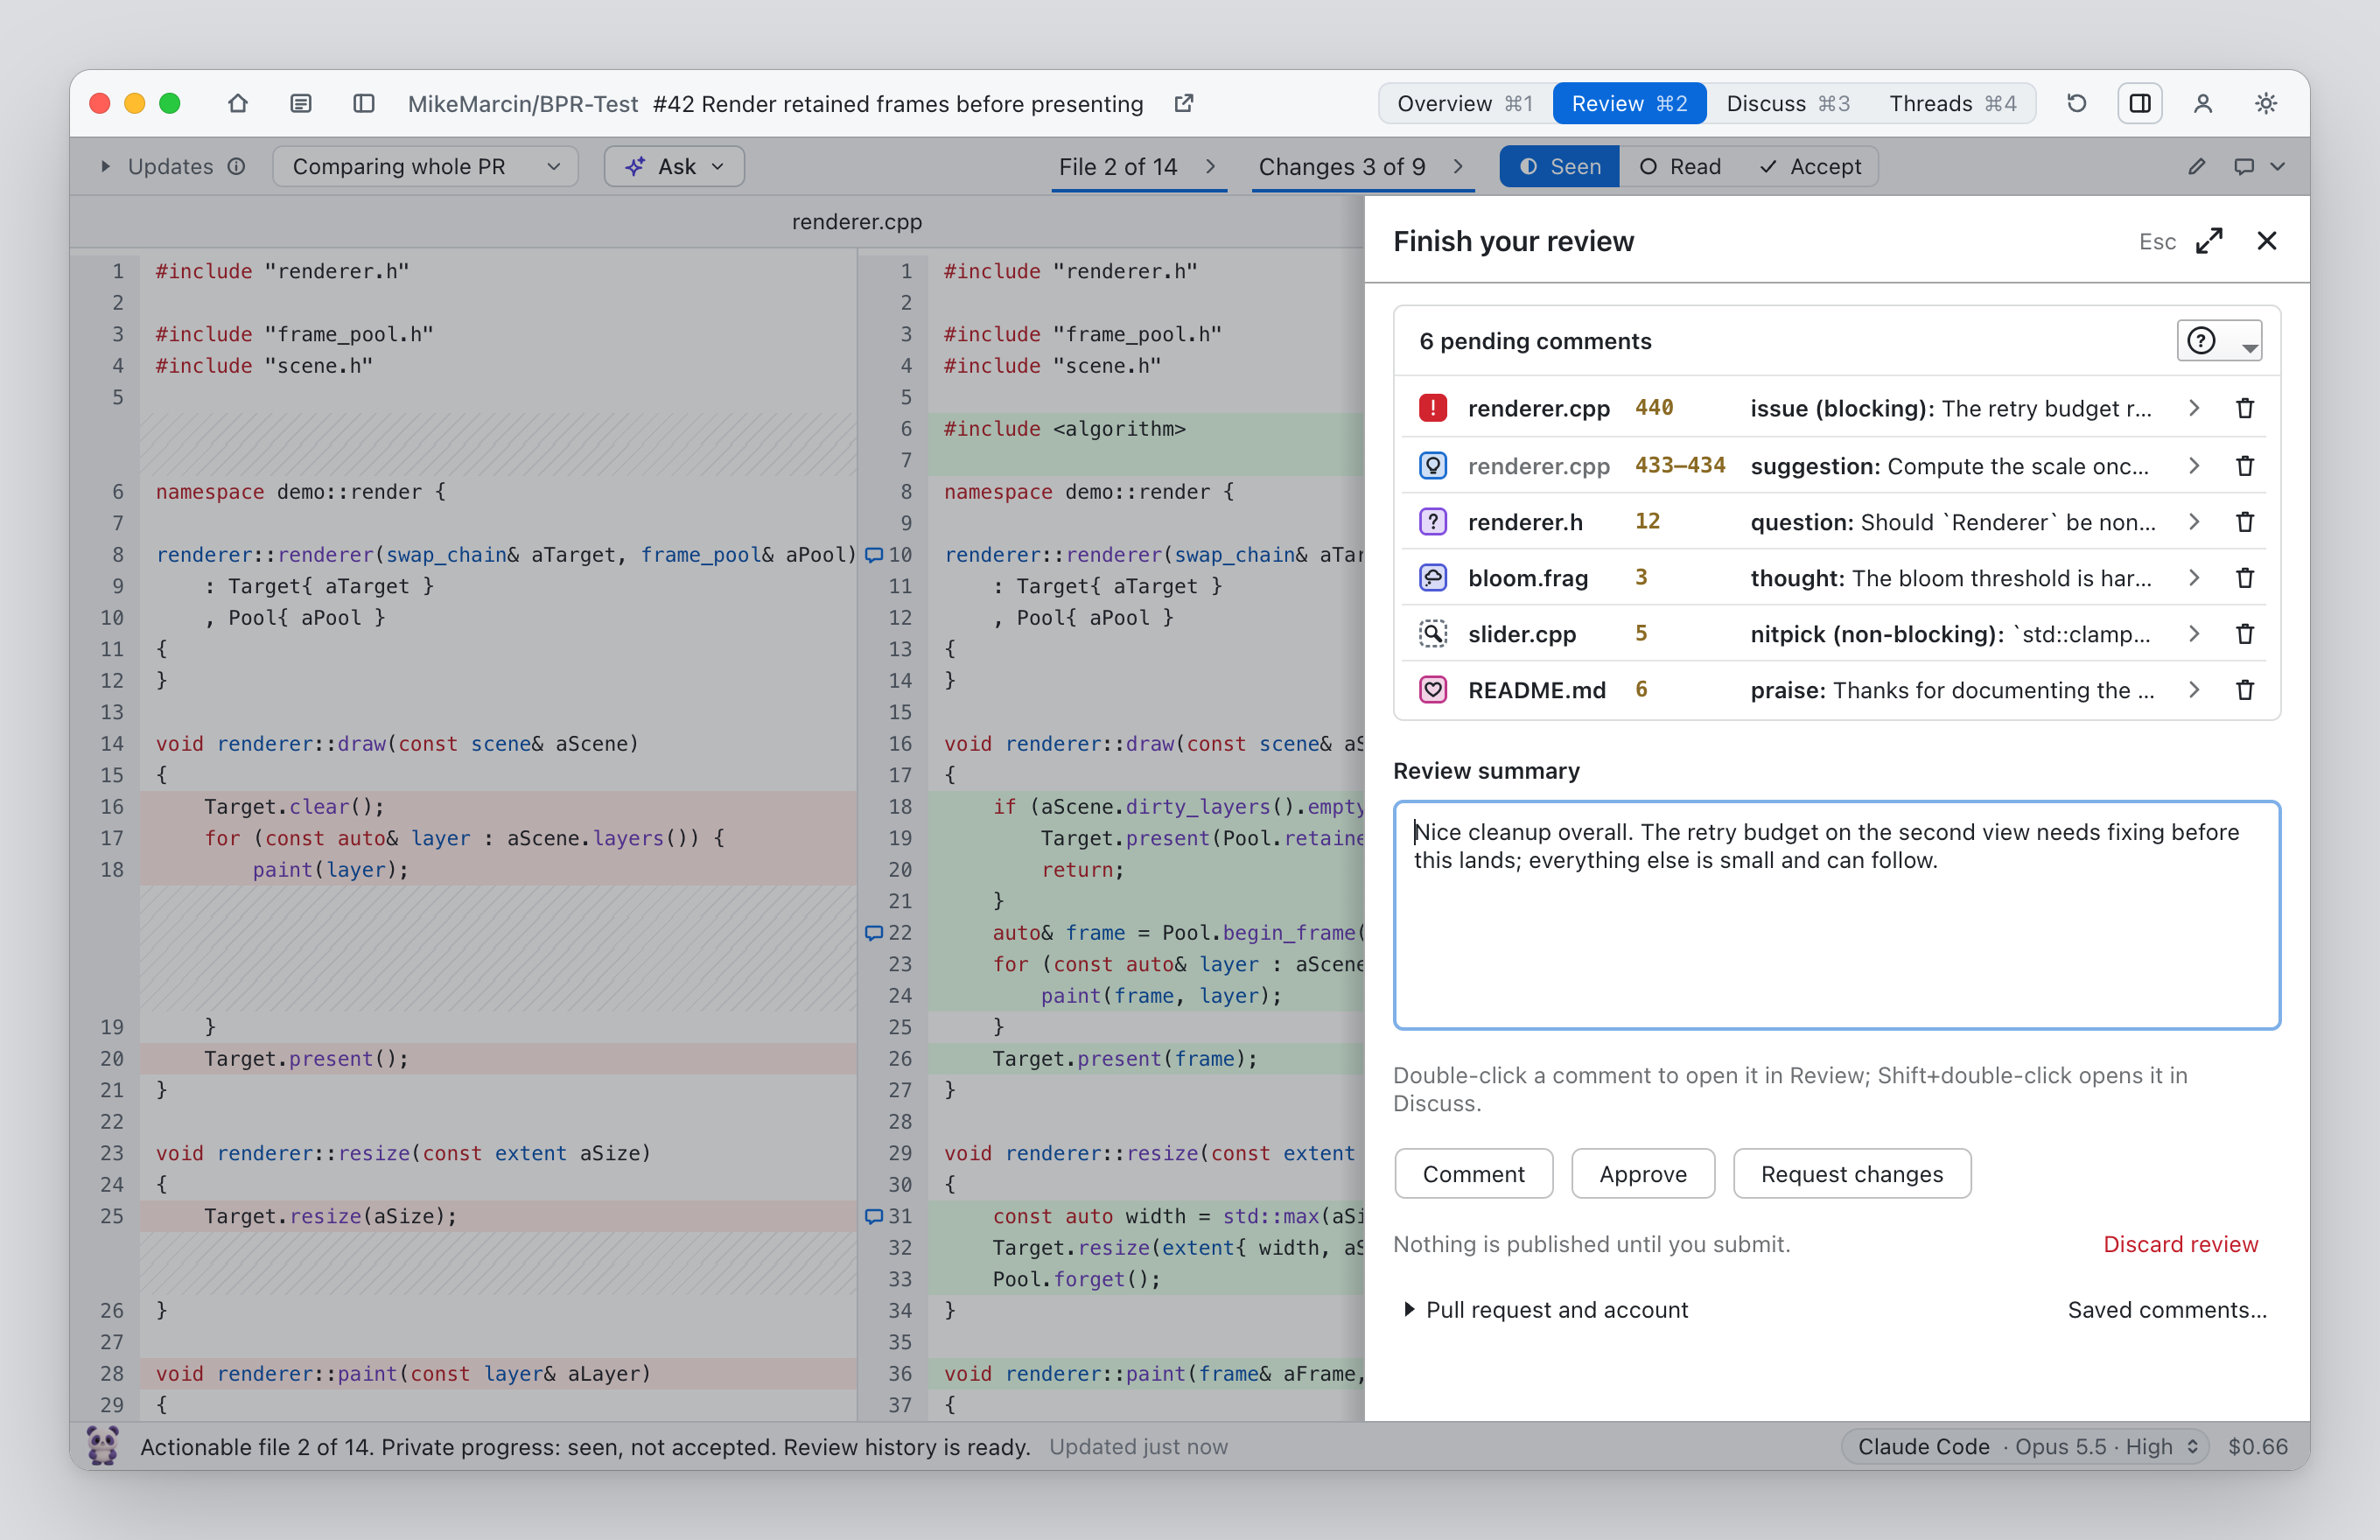 MikeMarcin/BPR-Test #42 Render retained frames before presenting
Overview ⌘1 Review ⌘2 Discuss ⌘3 Threads ⌘4
Updates Comparing whole PR Ask File 2 of 14 Changes 3 of 9 Seen Read Accept
renderer.cpp
1 #include "renderer.h"
2
3 #include "frame_pool.h"
4 #include "scene.h"
5
6 namespace demo::render {
7
8 renderer::renderer(swap_chain& aTarget, frame_pool& aPool)
9 : Target{ aTarget }
10 , Pool{ aPool }
11 {
12 }
13
14 void renderer::draw(const scene& aScene)
15 {
16 Target.clear();
17 for (const auto& layer : aScene.layers()) {
18 paint(layer);
19 }
20 Target.present();
21 }
22
23 void renderer::resize(const extent aSize)
24 {
25 Target.resize(aSize);
26 }
27
28 void renderer::paint(const layer& aLayer)
29 {
1 #include "renderer.h"
2
3 #include "frame_pool.h"
4 #include "scene.h"
5
6 #include <algorithm>
7
8 namespace demo::render {
9
10 renderer::renderer(swap_chain& aTar
11 : Target{ aTarget }
12 , Pool{ aPool }
13 {
14 }
15
16 void renderer::draw(const scene& aS
17 {
18 if (aScene.dirty_layers().empty
19 Target.present(Pool.retaine
20 return;
21 }
22 auto& frame = Pool.begin_frame(
23 for (const auto& layer : aScene
24 paint(frame, layer);
25 }
26 Target.present(frame);
27 }
28
29 void renderer::resize(const extent
30 {
31 const auto width = std::max(aSi
32 Target.resize(extent{ width, aS
33 Pool.forget();
34 }
35
36 void renderer::paint(frame& aFrame,
37 {
Finish your review Esc
6 pending comments
renderer.cpp 440 issue (blocking): The retry budget r...
renderer.cpp 433–434 suggestion: Compute the scale onc...
renderer.h 12 question: Should `Renderer` be non...
bloom.frag 3 thought: The bloom threshold is har...
slider.cpp 5 nitpick (non-blocking): `std::clamp...
README.md 6 praise: Thanks for documenting the ...
Review summary
Nice cleanup overall. The retry budget on the second view needs fixing before
this lands; everything else is small and can follow.
Double-click a comment to open it in Review; Shift+double-click opens it in
Discuss.
Comment Approve Request changes
Nothing is published until you submit. Discard review
Pull request and account Saved comments...
Actionable file 2 of 14. Private progress: seen, not accepted. Review history is ready. Updated just now
Claude Code · Opus 5.5 · High $0.66